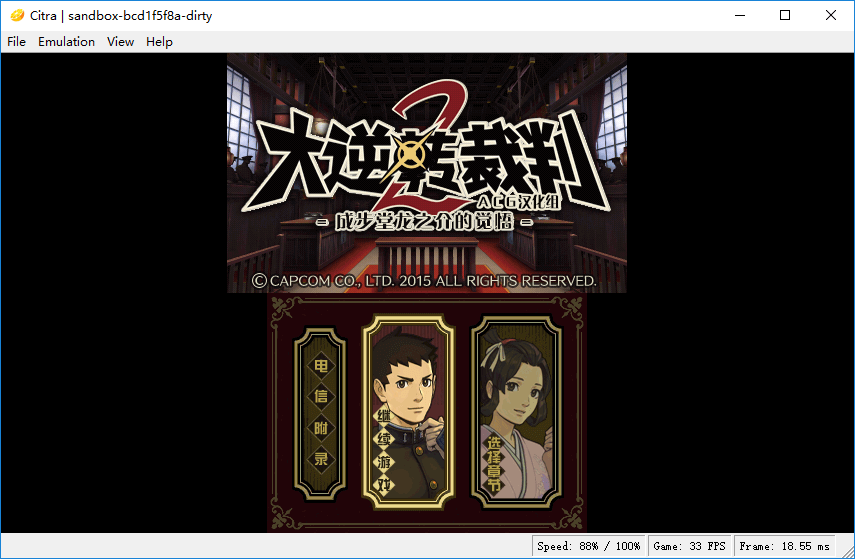 Citra | sandbox-bcd1f5f8a-dirty
File Emulation View Help
2
大逆转裁判
ACG汉化组
- 成步堂龙之介的觉悟 -
©CAPCOM CO., LTD. 2015 ALL RIGHTS RESERVED.
电信附录
继续游戏
选择章节
Speed: 88% / 100% Game: 33 FPS Frame: 18.55 ms